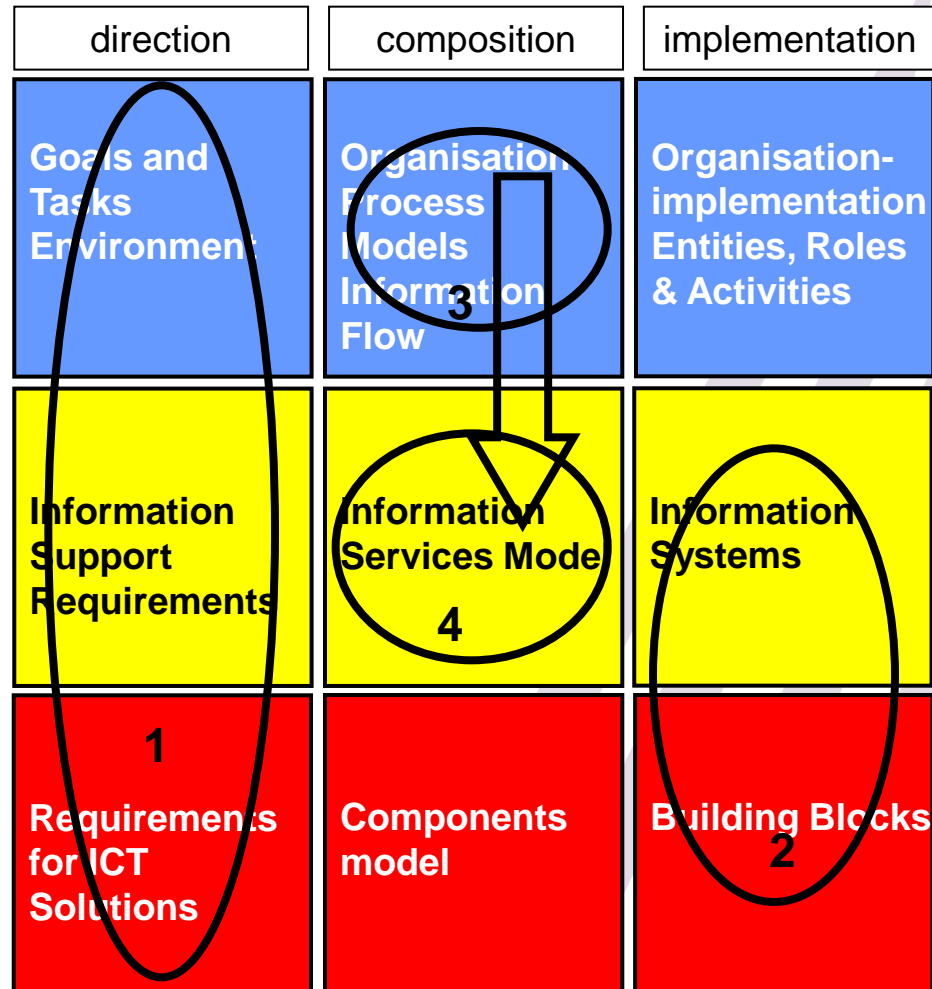 direction
composition
implementation
Goals and
Tasks
Environment
Organisation
Process
Models
Information
Flow
3
Organisation-
implementation
Entities, Roles
& Activities
Information
Support
Requirements
Information
Services Model
4
Information
Systems
1
Requirements
for ICT
Solutions
Components
model
Building Blocks
2